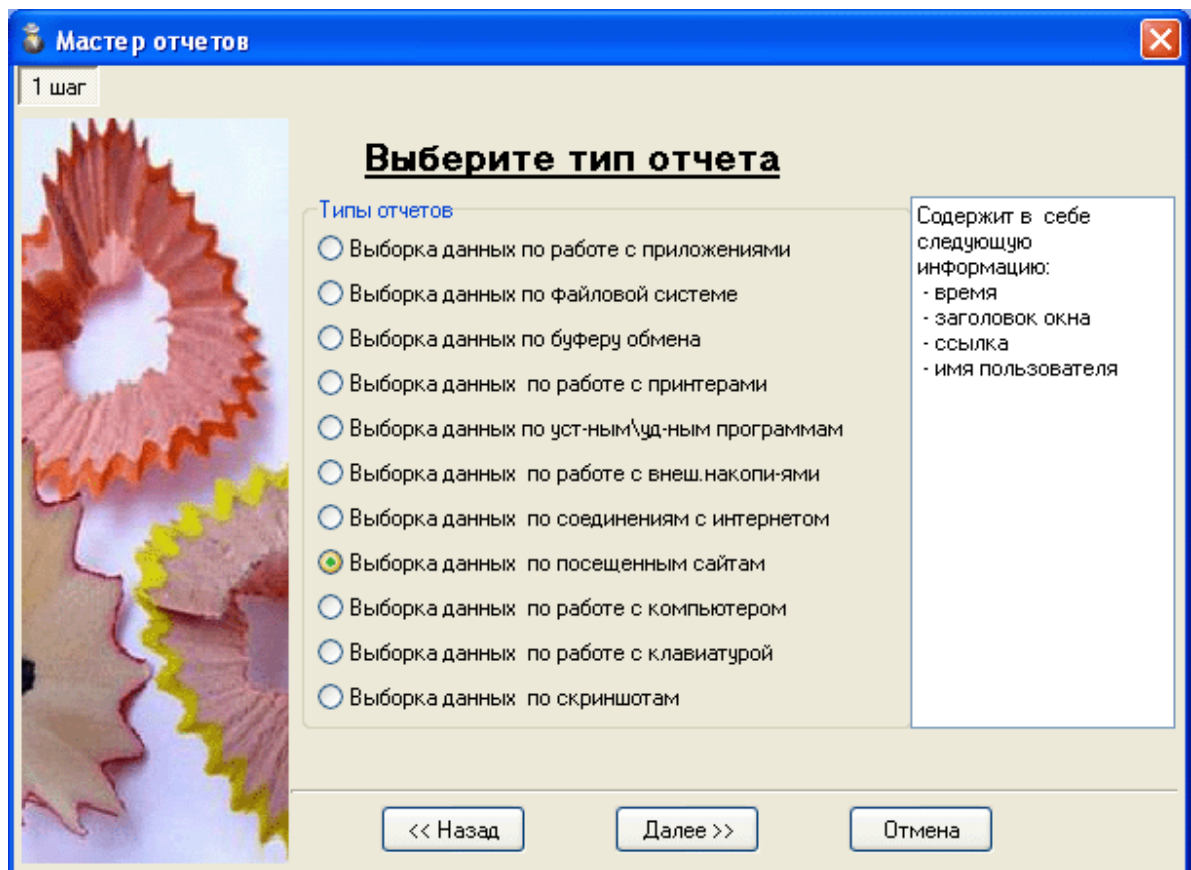 Мастер отчетов
1 шаг
Выберите тип отчета
Типы отчетов
Выборка данных по работе с приложениями
Выборка данных по файловой системе
Выборка данных по буферу обмена
Выборка данных по работе с принтерами
Выборка данных по уст-ным\уд-ным программам
Выборка данных по работе с внеш.накопи-ями
Выборка данных по соединениям с интернетом
Выборка данных по посещенным сайтам
Выборка данных по работе с компьютером
Выборка данных по работе с клавиатурой
Выборка данных по скриншотам
Содержит в себе
следующую
информацию:
- время
- заголовок окна
- ссылка
- имя пользователя
<< Назад
Далее >>
Отмена